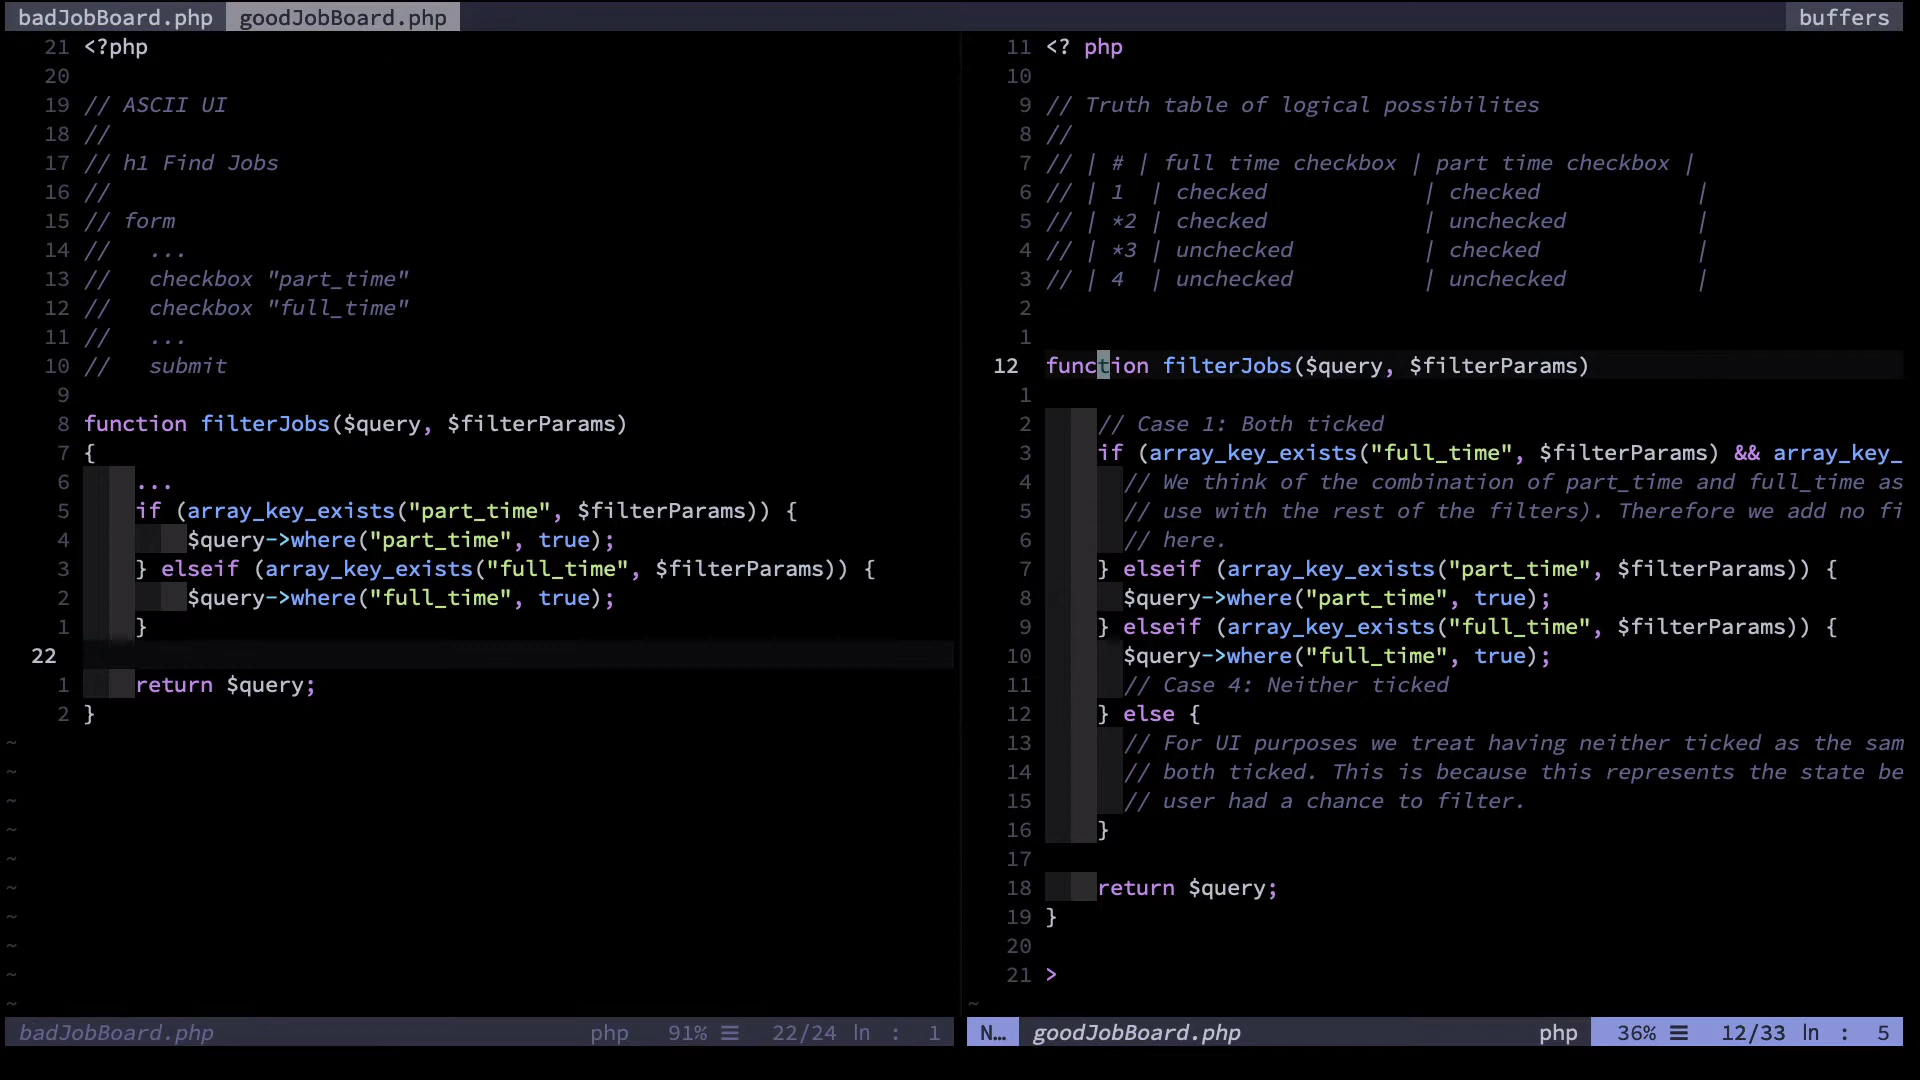 badJobBoard.php goodJobBoard.php buffers
21 <?php
20
19 // ASCII UI
18 //
17 // h1 Find Jobs
16 //
15 // form
14 //   ...
13 //   checkbox "part_time"
12 //   checkbox "full_time"
11 //   ...
10 //   submit
9
8 function filterJobs($query, $filterParams)
7 {
6     ...
5     if (array_key_exists("part_time", $filterParams)) {
4         $query->where("part_time", true);
3     } elseif (array_key_exists("full_time", $filterParams)) {
2         $query->where("full_time", true);
1     }
22
1     return $query;
2 }
~
~
~
~
~
~
~
~
~
~
badJobBoard.php php 91% ☰ 22/24 ln : 1
11 <? php
10
9 // Truth table of logical possibilites
8 //
7 // | # | full time checkbox | part time checkbox |
6 // | 1  | checked            | checked            |
5 // | *2 | checked            | unchecked          |
4 // | *3 | unchecked          | checked            |
3 // | 4  | unchecked          | unchecked          |
2
1
12 function filterJobs($query, $filterParams)
1
2     // Case 1: Both ticked
3     if (array_key_exists("full_time", $filterParams) && array_key_
4       // We think of the combination of part_time and full_time as
5       // use with the rest of the filters). Therefore we add no fi
6       // here.
7     } elseif (array_key_exists("part_time", $filterParams)) {
8       $query->where("part_time", true);
9     } elseif (array_key_exists("full_time", $filterParams)) {
10       $query->where("full_time", true);
11       // Case 4: Neither ticked
12     } else {
13       // For UI purposes we treat having neither ticked as the sam
14       // both ticked. This is because this represents the state be
15       // user had a chance to filter.
16     }
17
18     return $query;
19 }
20
21 >
~
N… goodJobBoard.php php 36% ☰ 12/33 ln : 5